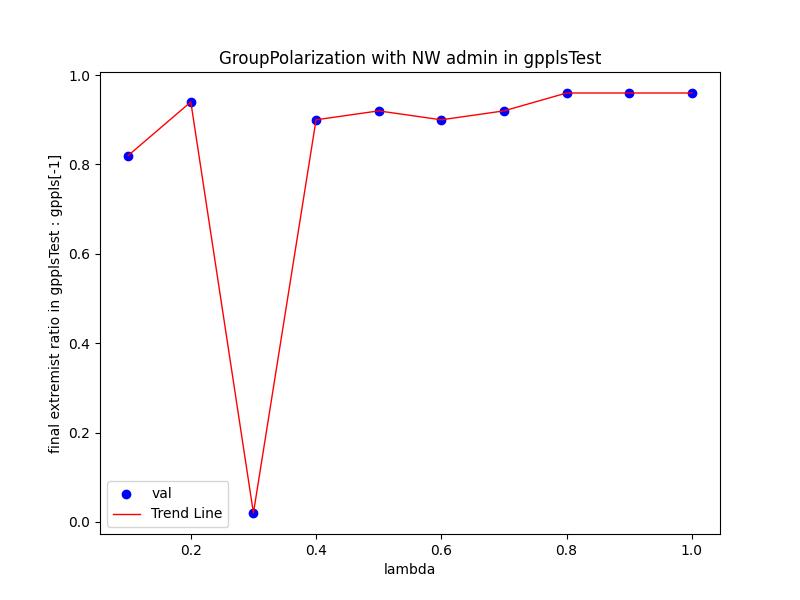 GroupPolarization with NW admin in gpplsTest
final extremist ratio in gpplsTest : gppls[-1]
1.0
0.8
0.6
0.4
0.2
0.0
val
Trend Line
0.2 0.4 0.6 0.8 1.0
lambda